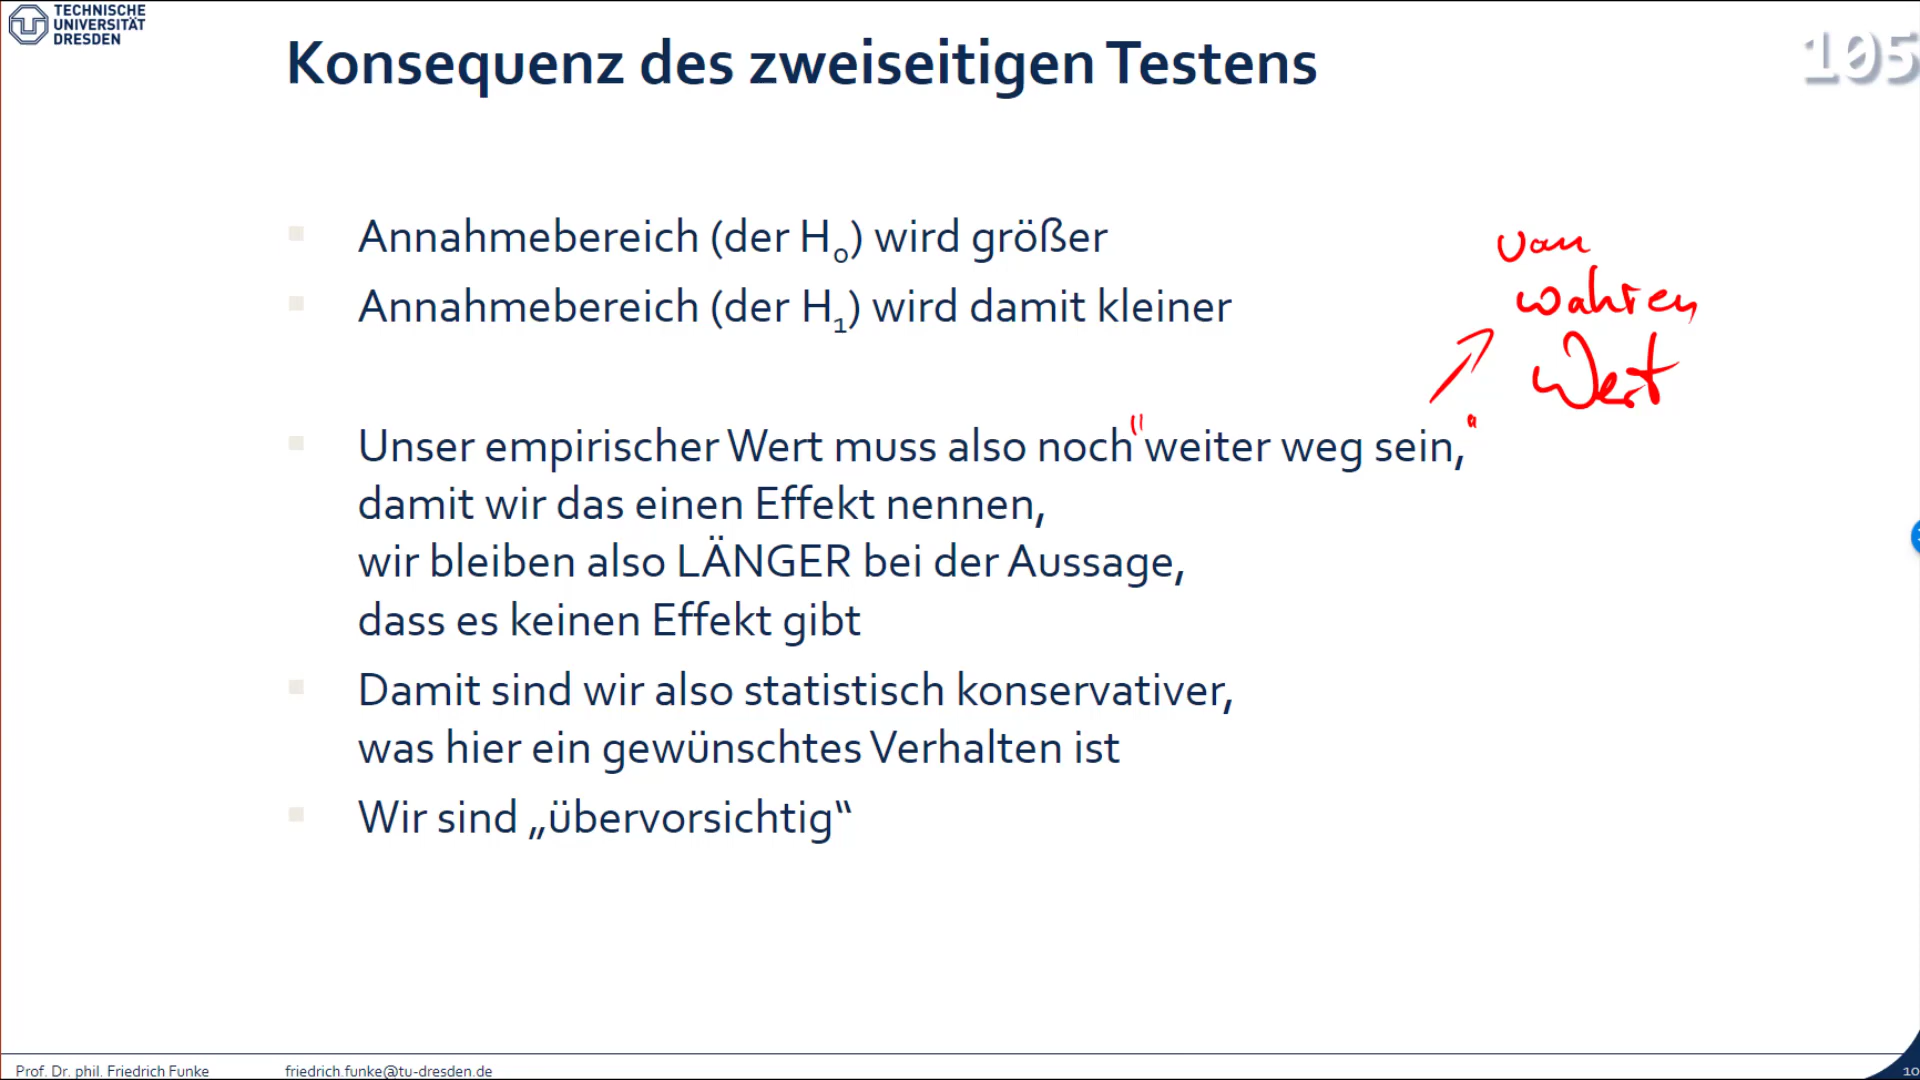 TECHNISCHE
UNIVERSITÄT
DRESDEN
Konsequenz des zweiseitigen Testens
105
Annahmebereich (der H₀) wird größer
Annahmebereich (der H₁) wird damit kleiner
vom
wahren
Wert
Unser empirischer Wert muss also noch "weiter weg sein,"
damit wir das einen Effekt nennen,
wir bleiben also LÄNGER bei der Aussage,
dass es keinen Effekt gibt
Damit sind wir also statistisch konservativer,
was hier ein gewünschtes Verhalten ist
Wir sind „übervorsichtig“
Prof. Dr. phil. Friedrich Funke
friedrich.funke@tu-dresden.de